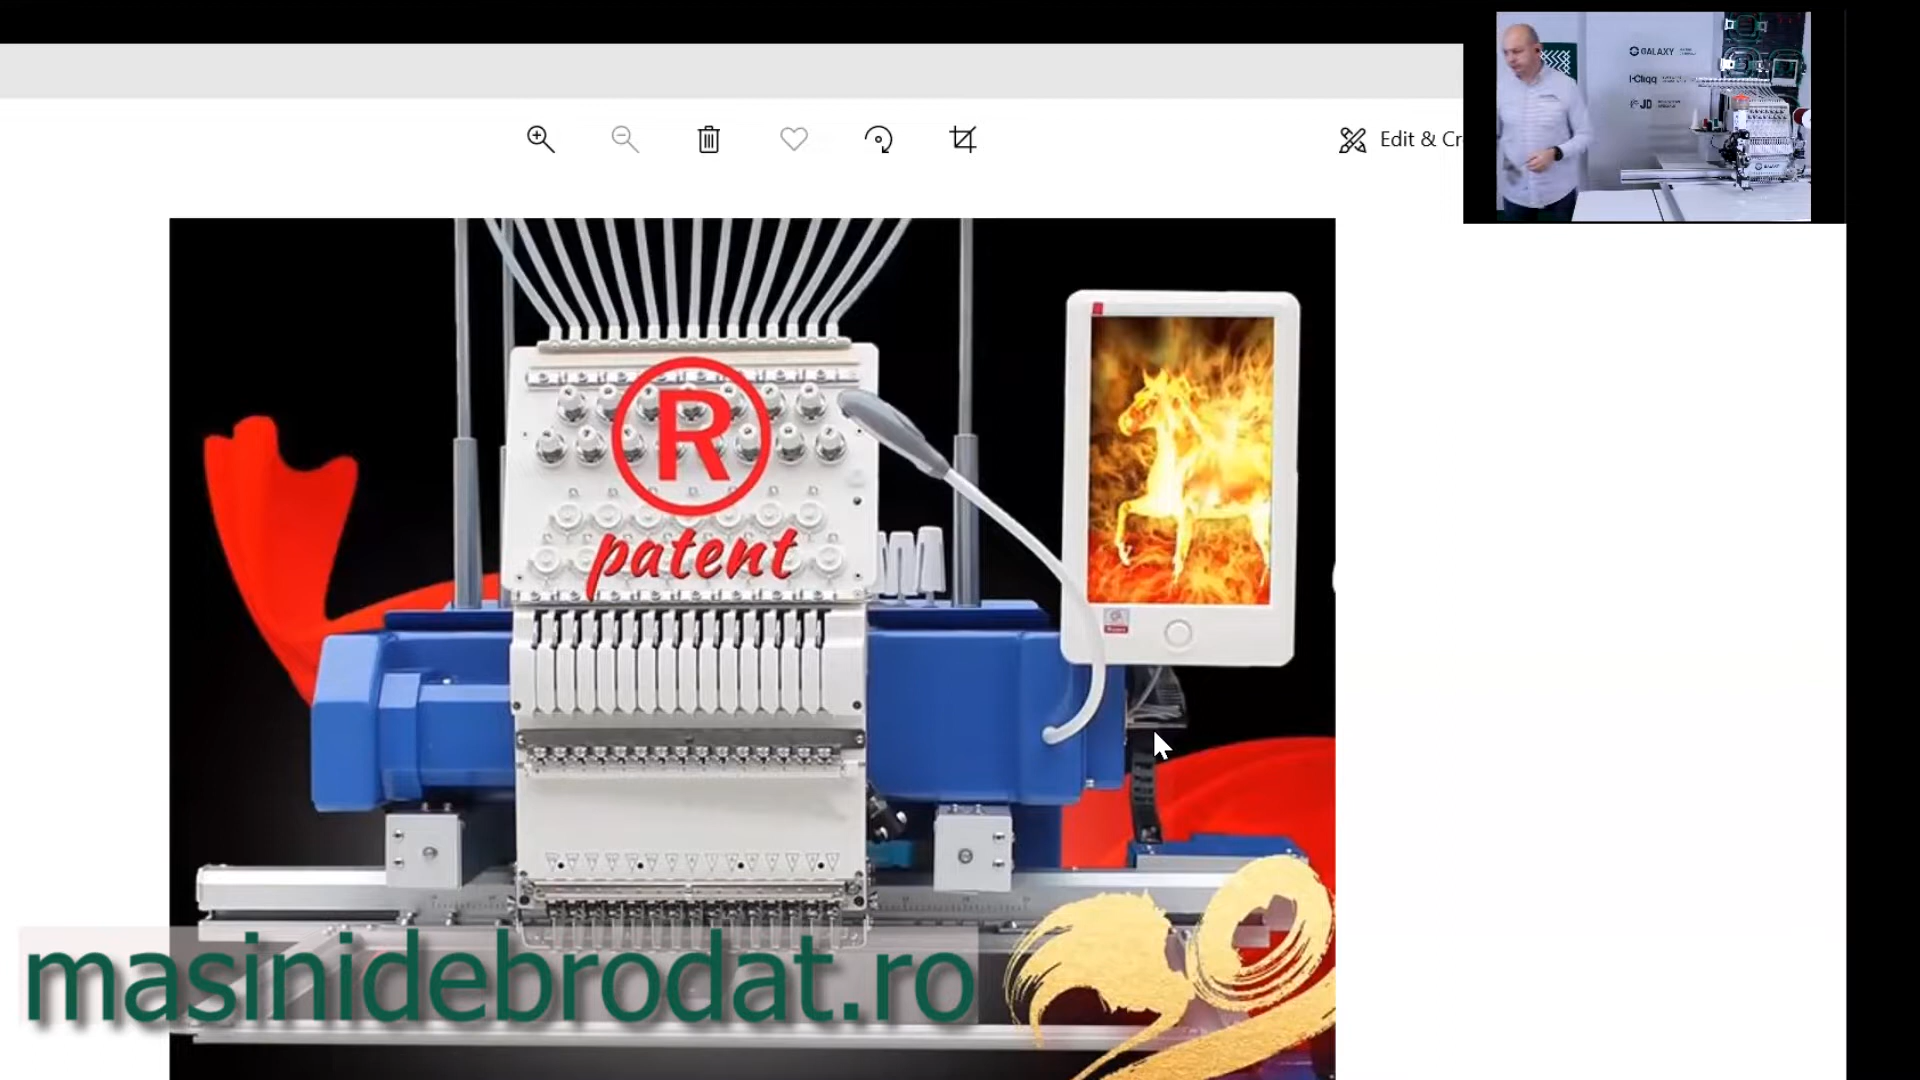 Edit & Cr
GALAXY
i-Cliqq
JD
R
patent
masinidebrodat.ro